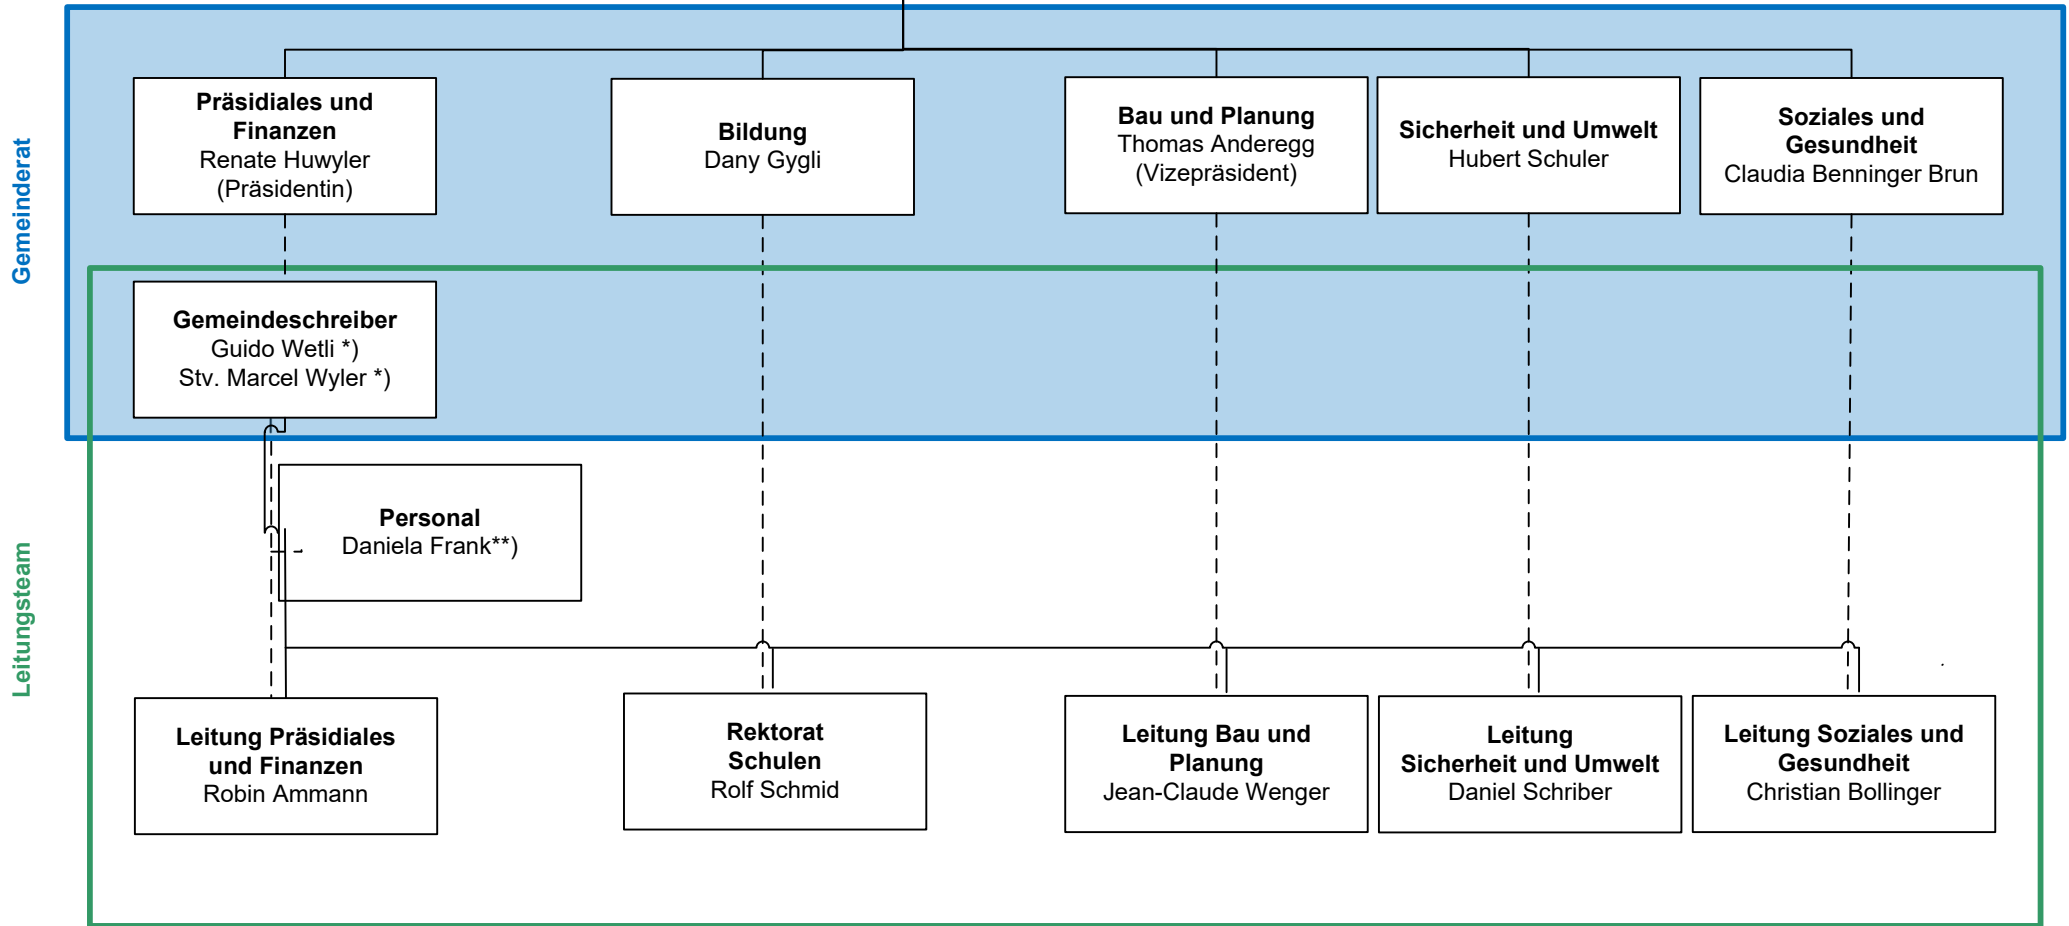 Gemeinderat
Präsidiales und
Finanzen
Renate Huwyler
(Präsidentin)
Bildung
Dany Gygli
Bau und Planung
Thomas Anderegg
(Vizepräsident)
Sicherheit und Umwelt
Hubert Schuler
Soziales und
Gesundheit
Claudia Benninger Brun
Gemeindeschreiber
Guido Wetli *)
Stv. Marcel Wyler *)
Leitungsteam
Personal
Daniela Frank**)
Leitung Präsidiales
und Finanzen
Robin Ammann
Rektorat
Schulen
Rolf Schmid
Leitung Bau und
Planung
Jean-Claude Wenger
Leitung
Sicherheit und Umwelt
Daniel Schriber
Leitung Soziales und
Gesundheit
Christian Bollinger